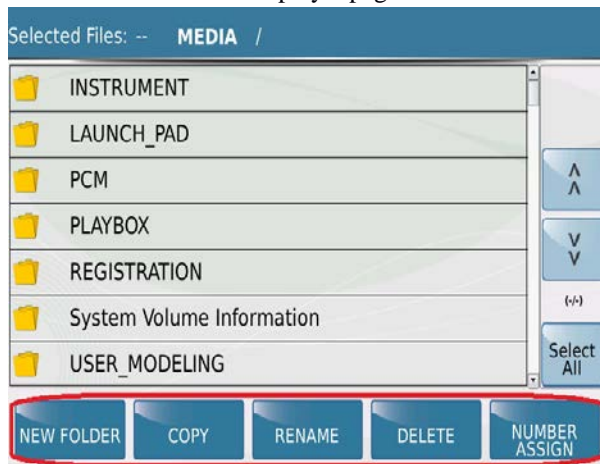 Selected Files: -- MEDIA /
INSTRUMENT
LAUNCH_PAD
PCM
PLAYBOX
REGISTRATION
System Volume Information
USER_MODELING
(-/-)
Select
All
NEW FOLDER COPY RENAME DELETE NUMBER
ASSIGN